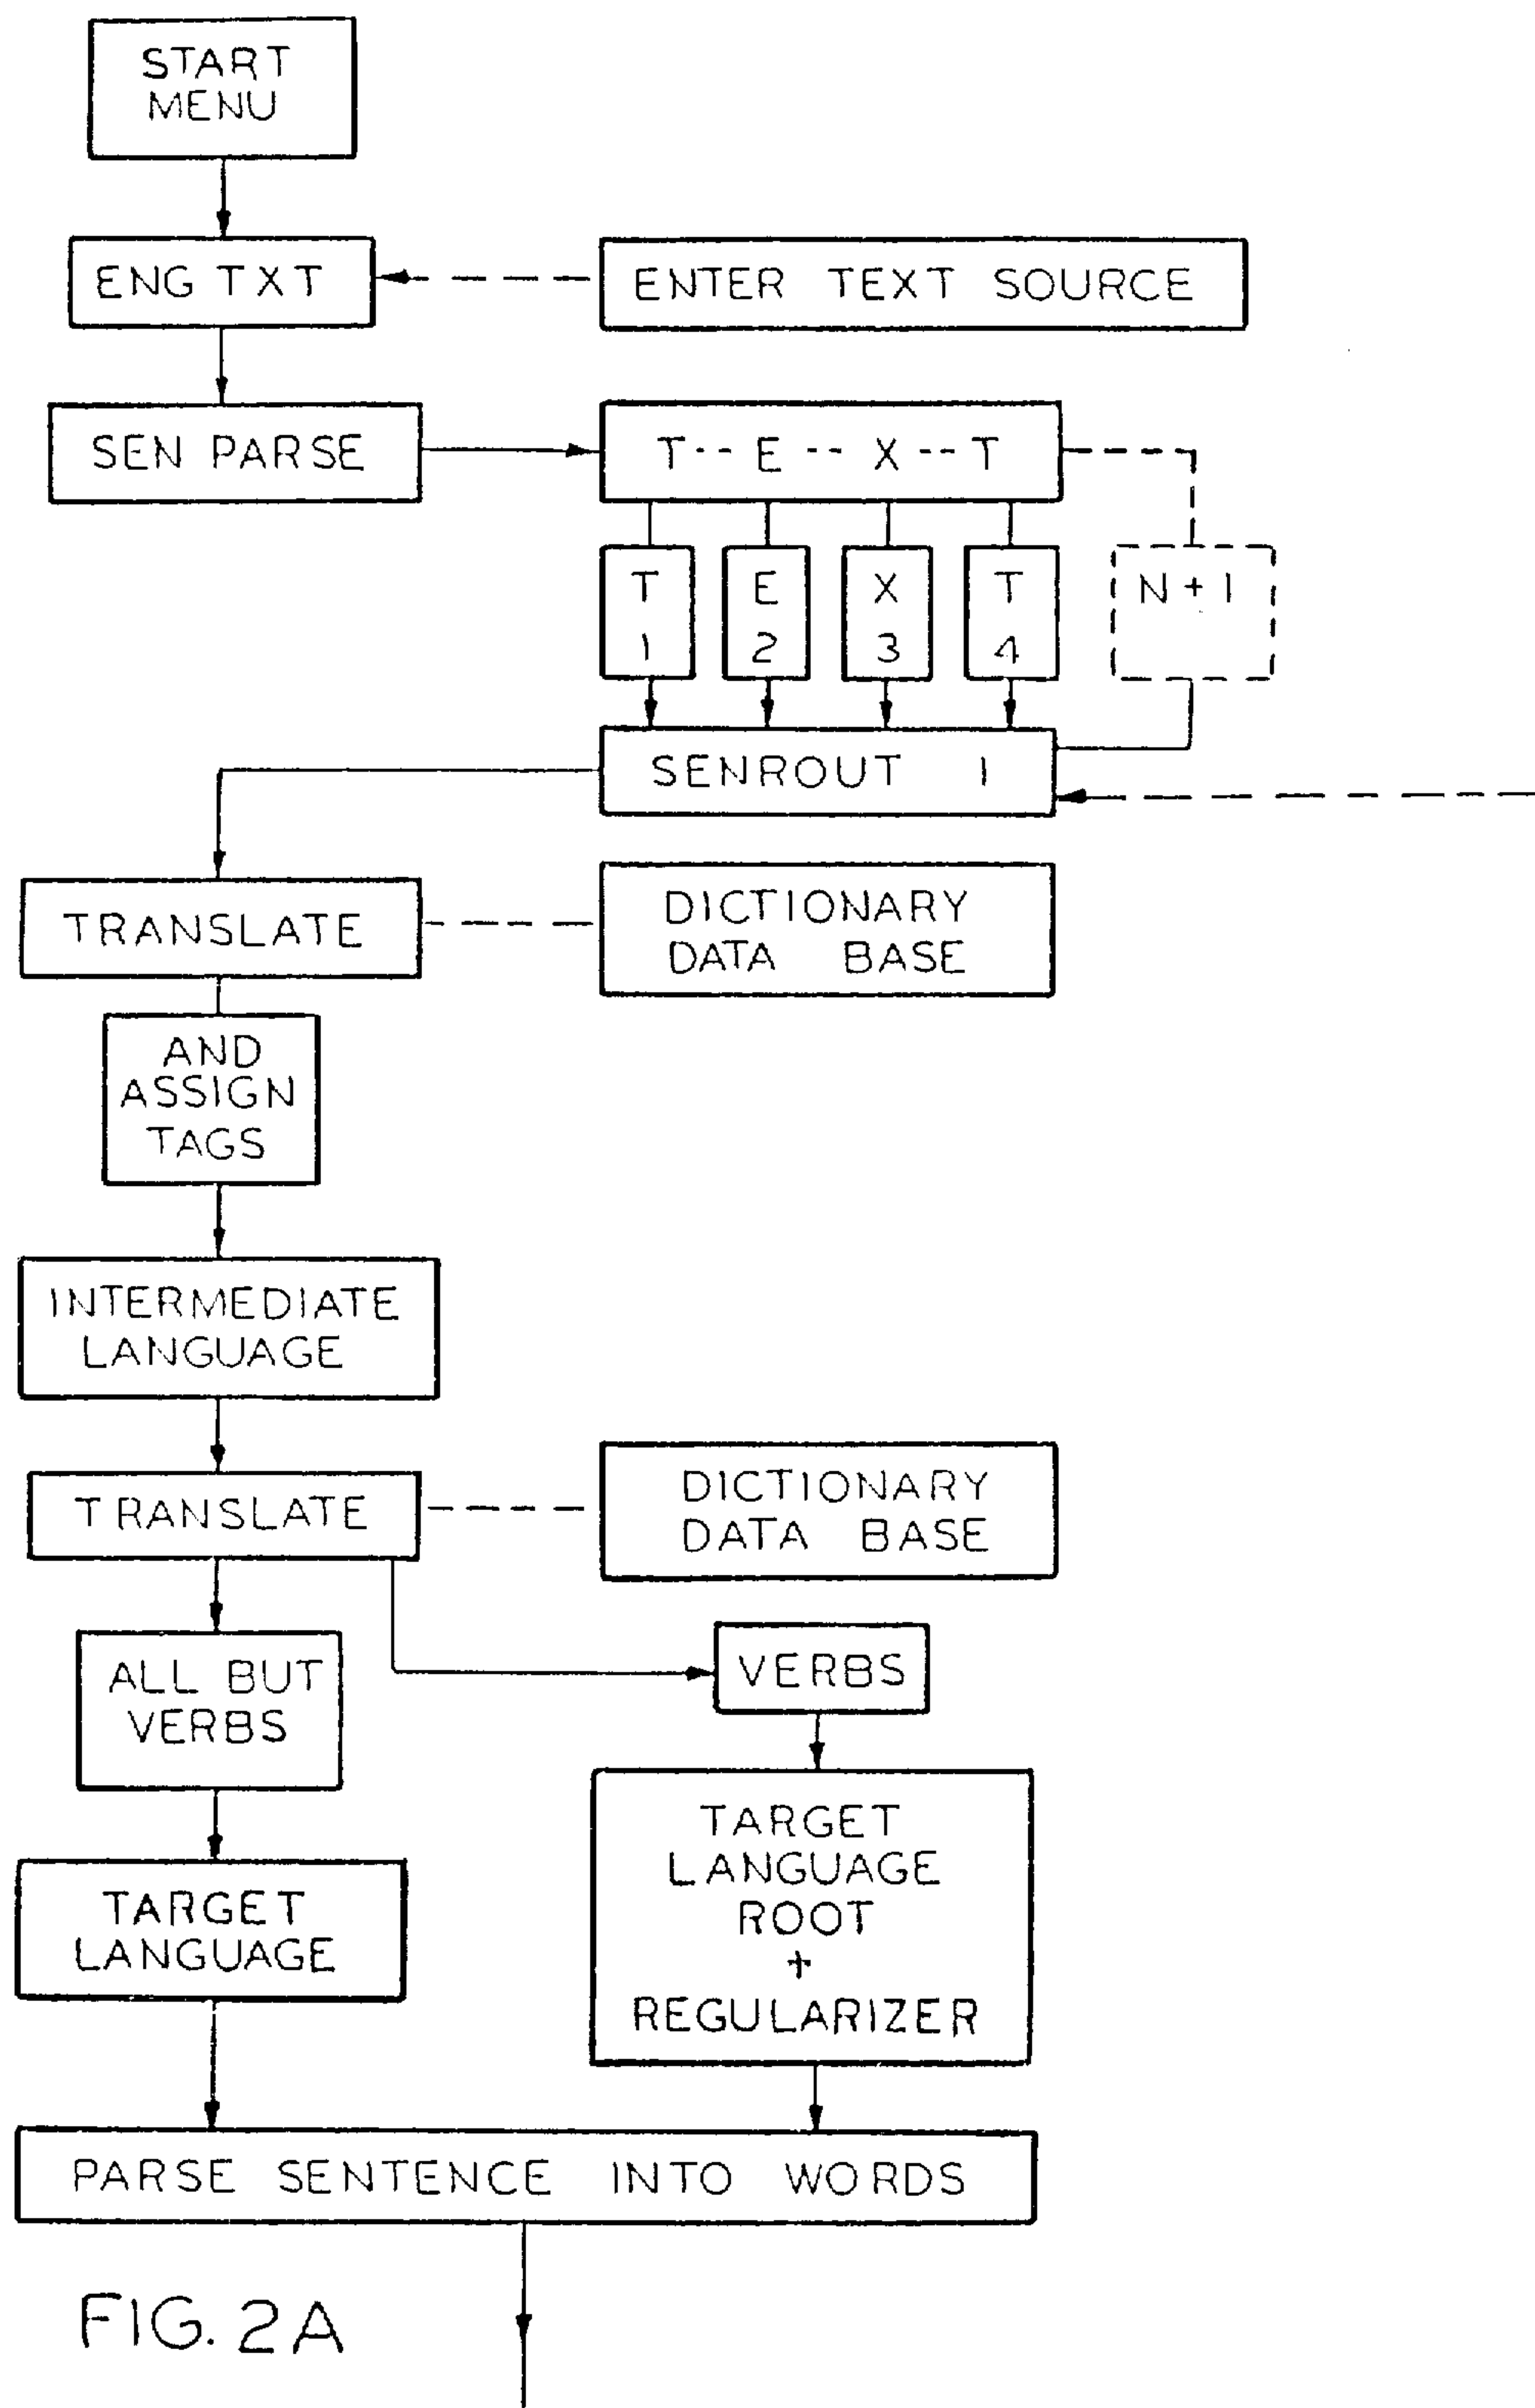 START
MENU
ENG TXT
ENTER TEXT SOURCE
SEN PARSE
T -- E -- X -- T
T
1
E
2
X
3
T
4
N + 1
SENROUT 1
TRANSLATE
DICTIONARY
DATA BASE
AND
ASSIGN
TAGS
INTERMEDIATE
LANGUAGE
TRANSLATE
DICTIONARY
DATA BASE
ALL BUT
VERBS
VERBS
TARGET
LANGUAGE
TARGET
LANGUAGE
ROOT
+
REGULARIZER
PARSE SENTENCE INTO WORDS
FIG. 2A